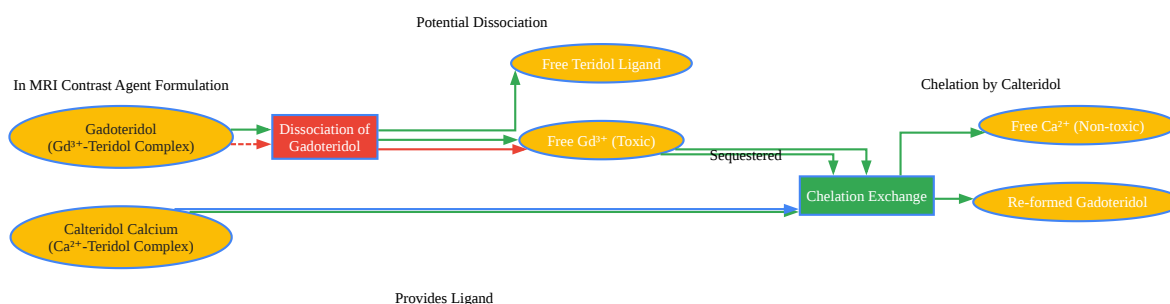 Potential Dissociation
Free Teridol Ligand
In MRI Contrast Agent Formulation
Chelation by Calteridol
Gadoteridol
(Gd³⁺-Teridol Complex)
Dissociation of
Gadoteridol
Free Gd³⁺ (Toxic)
Sequestered
Free Ca²⁺ (Non-toxic)
Chelation Exchange
Re-formed Gadoteridol
Calteridol Calcium
(Ca²⁺-Teridol Complex)
Provides Ligand